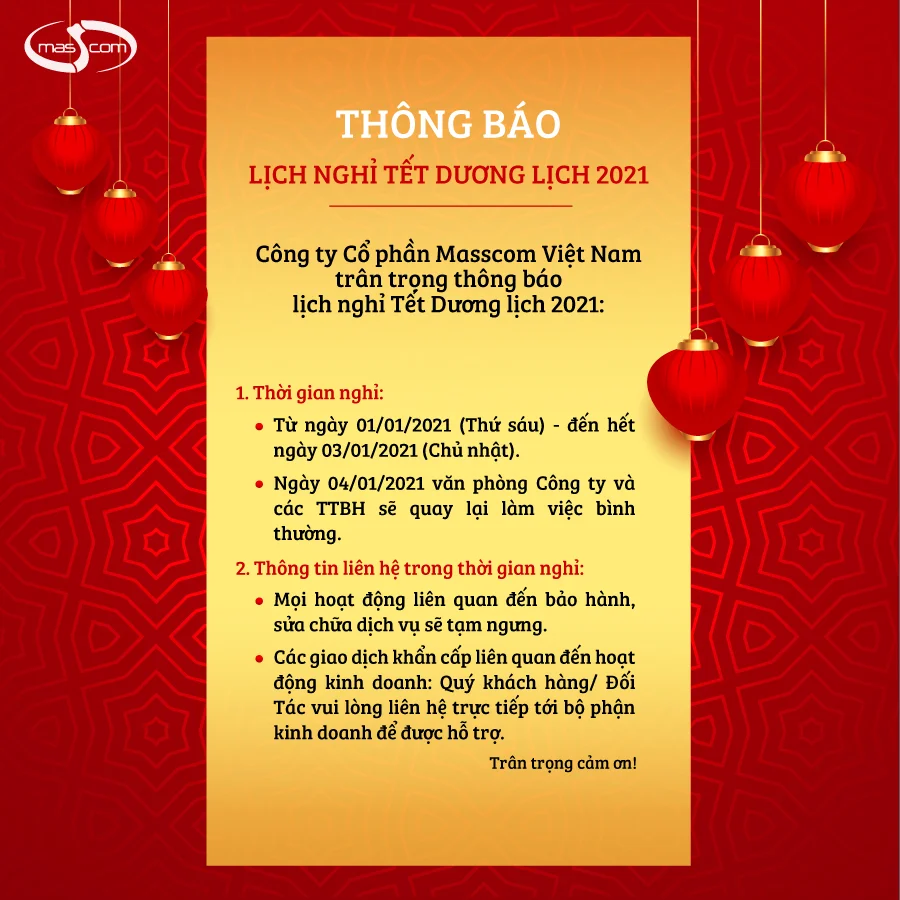 masscom
THÔNG BÁO
LỊCH NGHỈ TẾT DƯƠNG LỊCH 2021
Công ty Cổ phần Masscom Việt Nam
trân trọng thông báo
lịch nghỉ Tết Dương lịch 2021:
1. Thời gian nghỉ:
• Từ ngày 01/01/2021 (Thứ sáu) - đến hết
ngày 03/01/2021 (Chủ nhật).
• Ngày 04/01/2021 văn phòng Công ty và
các TTBH sẽ quay lại làm việc bình
thường.
2. Thông tin liên hệ trong thời gian nghỉ:
• Mọi hoạt động liên quan đến bảo hành,
sửa chữa dịch vụ sẽ tạm ngưng.
• Các giao dịch khẩn cấp liên quan đến hoạt
động kinh doanh: Quý khách hàng/ Đối
Tác vui lòng liên hệ trực tiếp tới bộ phận
kinh doanh để được hỗ trợ.
Trân trọng cảm ơn!